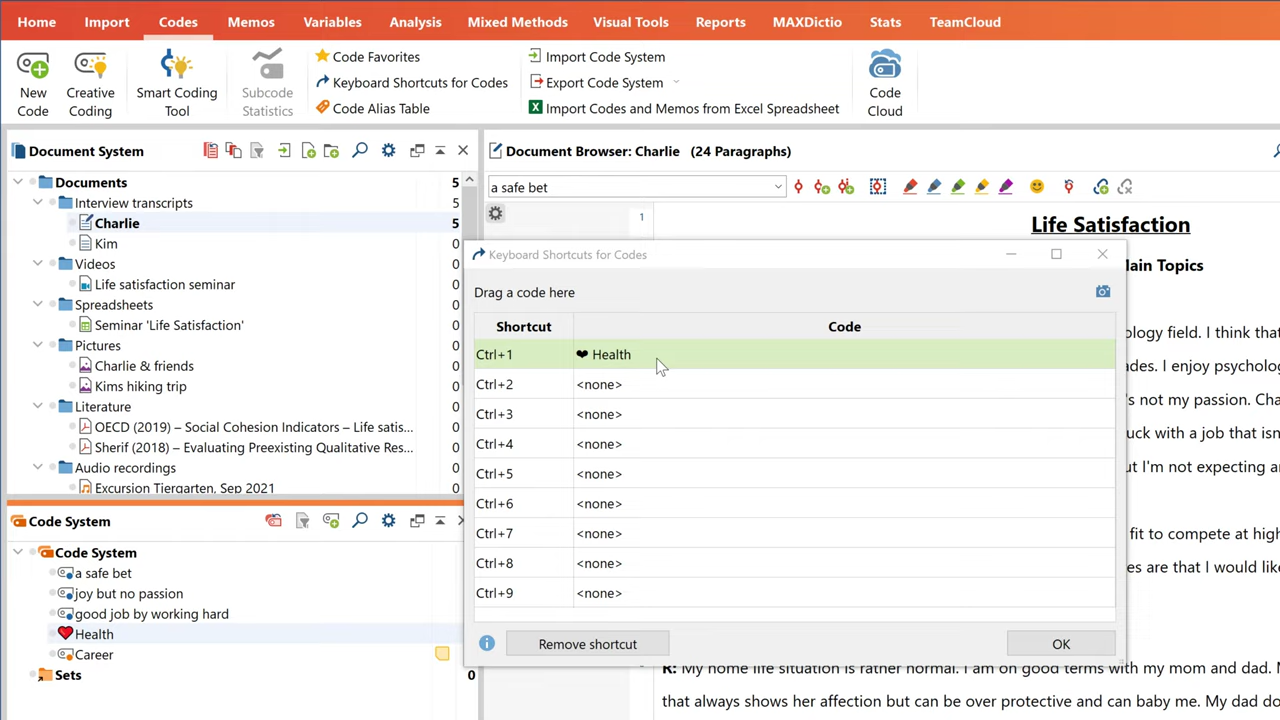 Home Import Codes Memos Variables Analysis Mixed Methods Visual Tools Reports MAXDictio Stats TeamCloud
New Code
Creative Coding
Smart Coding Tool
Subcode Statistics
Code Favorites
Keyboard Shortcuts for Codes
Code Alias Table
Import Code System
Export Code System
Import Codes and Memos from Excel Spreadsheet
Code Cloud
Document System
Documents 5
Interview transcripts 5
Charlie 5
Kim 0
Videos 0
Life satisfaction seminar 0
Spreadsheets 0
Seminar 'Life Satisfaction' 0
Pictures 0
Charlie & friends 0
Kims hiking trip 0
Literature 0
OECD (2019) – Social Cohesion Indicators – Life satis... 0
Sherif (2018) – Evaluating Preexisting Qualitative Res... 0
Audio recordings 0
Excursion Tiergarten, Sep 2021 0
Code System
Code System
a safe bet
joy but no passion
good job by working hard
Health
Career
Sets 0
Document Browser: Charlie (24 Paragraphs)
a safe bet
1
Life Satisfaction
Main Topics
ology field. I think that
ades. I enjoy psycholog
's not my passion. Cha
uck with a job that isn
ut I'm not expecting a
fit to compete at high
es are that I would like
R: My home life situation is rather normal. I am on good terms with my mom and dad.
that always shows her affection but can be over protective and can baby me. My dad do
Keyboard Shortcuts for Codes
Drag a code here
Shortcut Code
Ctrl+1 Health
Ctrl+2 <none>
Ctrl+3 <none>
Ctrl+4 <none>
Ctrl+5 <none>
Ctrl+6 <none>
Ctrl+7 <none>
Ctrl+8 <none>
Ctrl+9 <none>
Remove shortcut OK